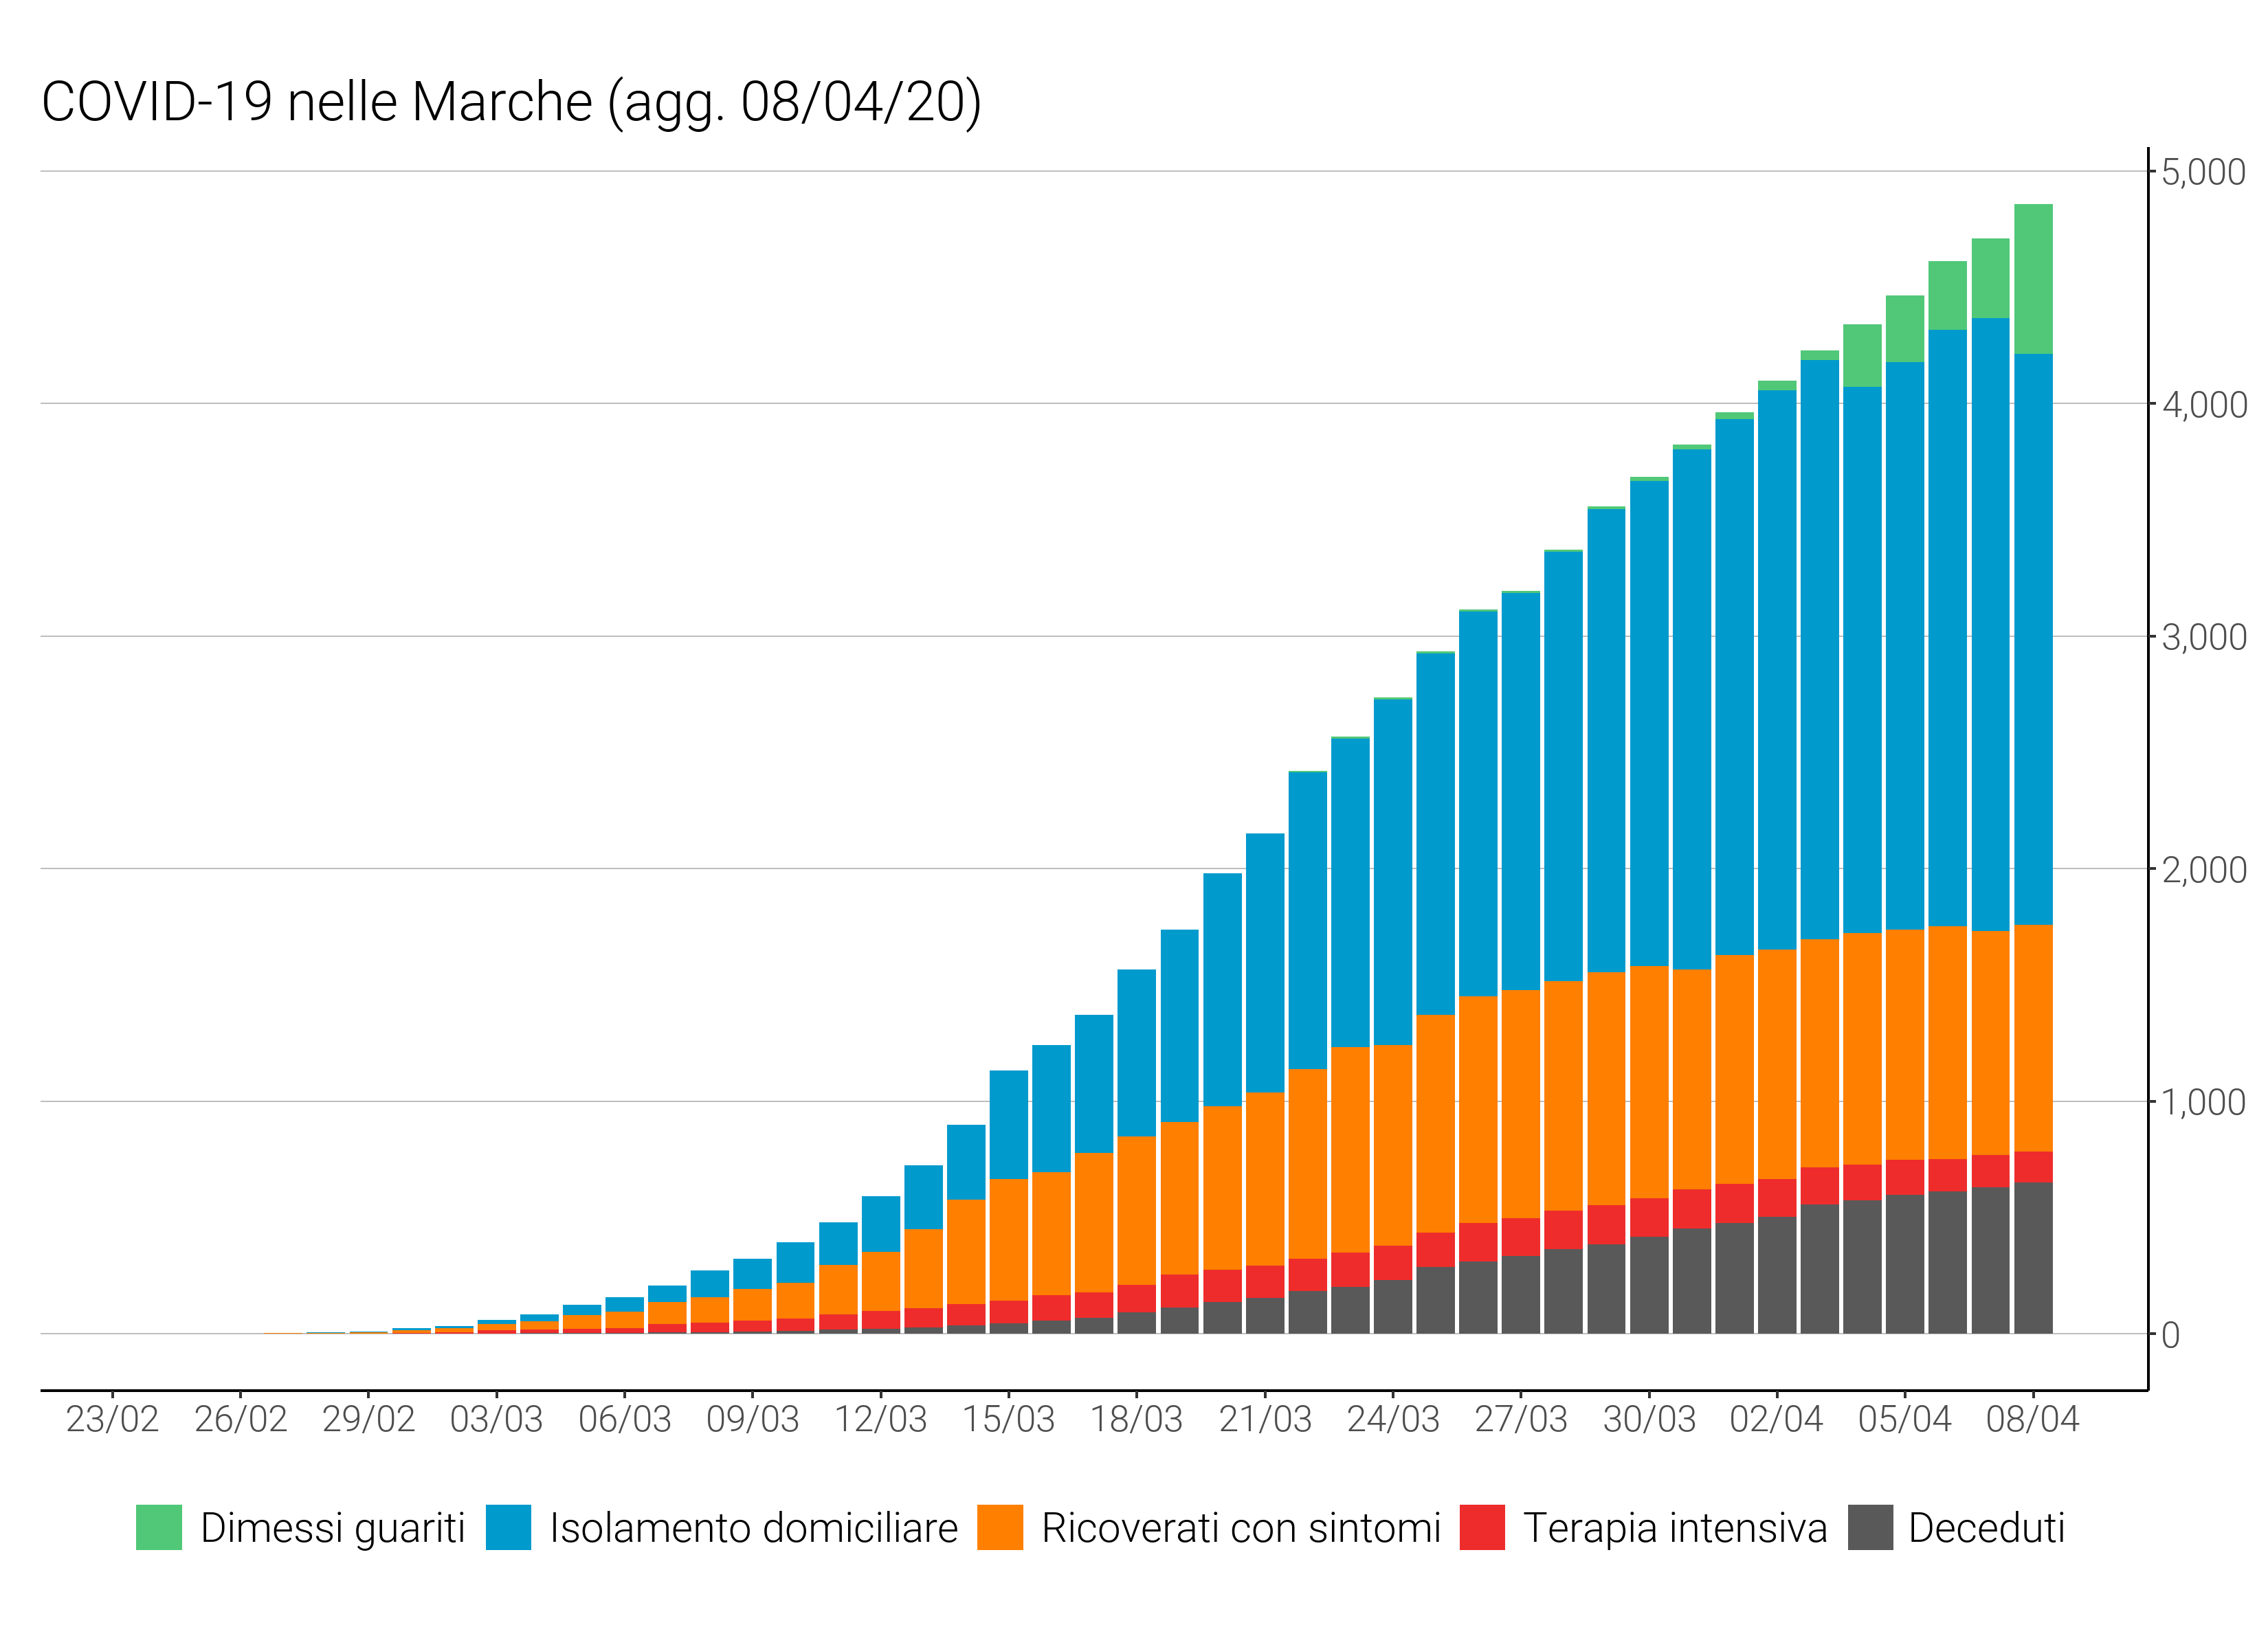 COVID-19 nelle Marche (agg. 08/04/20)
5,000
4,000
3,000
2,000
1,000
0
23/02 26/02 29/02 03/03 06/03 09/03 12/03 15/03 18/03 21/03 24/03 27/03 30/03 02/04 05/04 08/04
Dimessi guariti Isolamento domiciliare Ricoverati con sintomi Terapia intensiva Deceduti